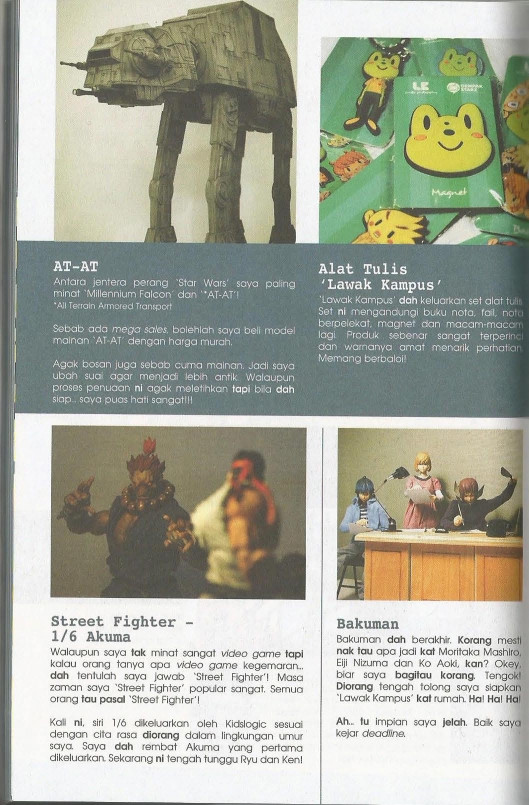 LK
Magnet
AT-AT
Antara jentera perang 'Star Wars' saya paling
minat 'Millennium Falcon' dan '*AT-AT'!
*All Terrain Armored Transport
Sebab ada mega sales, bolehlah saya beli model
mainan 'AT-AT' dengan harga murah.
Agak bosan juga sebab cuma mainan. Jadi saya
ubah suai agar menjadi lebih antik. Walaupun
proses penuaan ni agak meletihkan tapi bila dah
siap... saya puas hati sangat!!!
Alat Tulis
'Lawak Kampus'
'Lawak Kampus' dah keluarkan set alat tulis
Set ni mengandungi buku nota, fail, nota
berpelekat, magnet dan macam-macam
lagi. Produk sebenar sangat terperinci
dan warnanya amat menarik perhatian.
Memang berbaloi!
Street Fighter -
1/6 Akuma
Walaupun saya tak minat sangat video game tapi
kalau orang tanya apa video game kegemaran...
dah tentulah saya jawab 'Street Fighter'! Masa
zaman saya 'Street Fighter' popular sangat. Semua
orang tau pasal 'Street Fighter'!
Kali ni, siri 1/6 dikeluarkan oleh Kidslogic sesuai
dengan cita rasa diorang dalam lingkungan umur
saya. Saya dah rembat Akuma yang pertama
dikeluarkan. Sekarang ni tengah tunggu Ryu dan Ken!
Bakuman
Bakuman dah berakhir. Korang mesti
nak tau apa jadi kat Moritaka Mashiro,
Eiji Nizuma dan Ko Aoki, kan? Okey,
biar saya bagitau korang. Tengok!
Diorang tengah tolong saya siapkan
'Lawak Kampus' kat rumah. Ha! Ha! Ha!
Ah... tu impian saya jelah. Baik saya
kejar deadline.